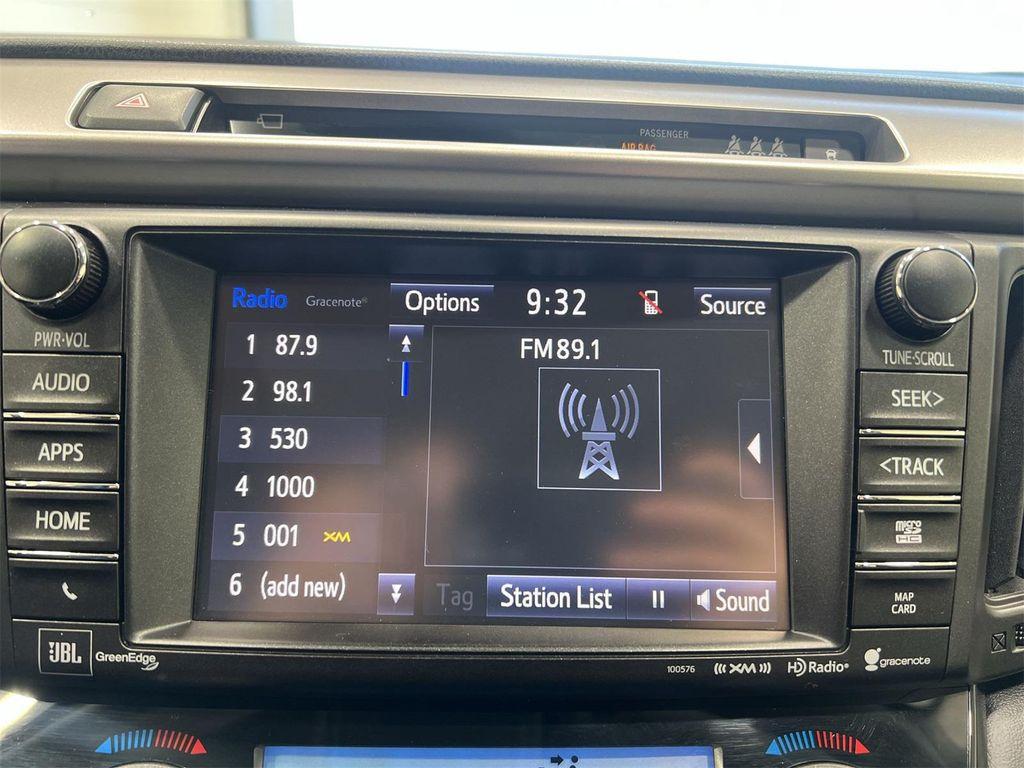 PASSENGER
AIR BAG
PWR·VOL
AUDIO
APPS
HOME
Radio Gracenote® Options 9:32 Source
1 87.9
2 98.1
3 530
4 1000
5 001 XM
6 (add new)
FM 89.1
Tag Station List Sound
TUNE·SCROLL
SEEK>
<TRACK
micro SD HC
MAP
CARD
JBL GreenEdge
100576 ((( XM ))) HD Radio® gracenote